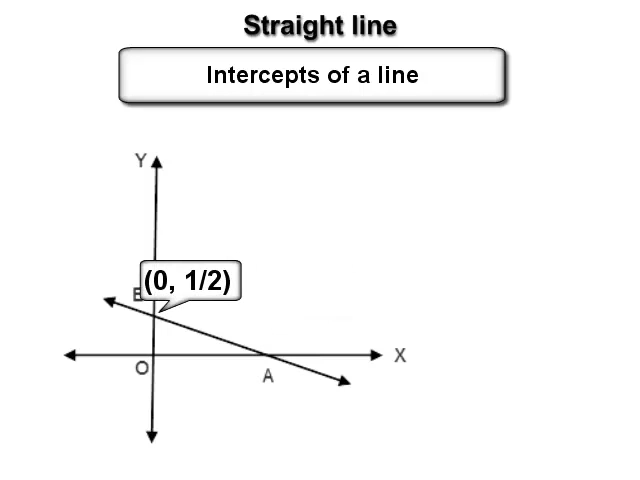 Straight line
Intercepts of a line
Y
(0, 1/2)
X
O
A